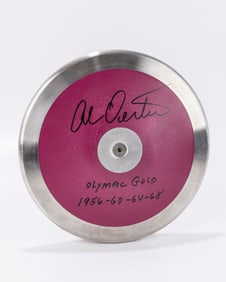 Al Oerter
OLYMPIC GOLD
1956-60-64-68